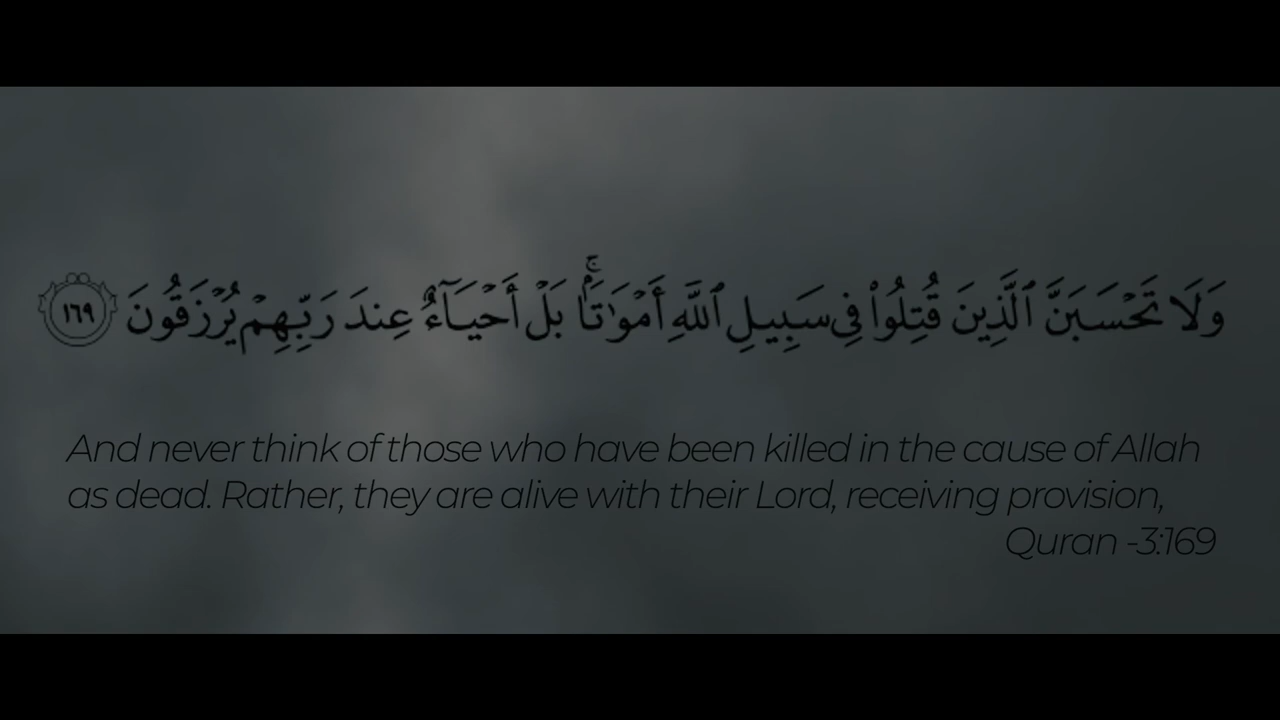 وَلَا تَحْسَبَنَّ ٱلَّذِينَ قُتِلُوا۟ فِى سَبِيلِ ٱللَّهِ أَمْوَٰتًۢا ۚ بَلْ أَحْيَآءٌ عِندَ رَبِّهِمْ يُرْزَقُونَ ١٦٩
And never think of those who have been killed in the cause of Allah
as dead. Rather, they are alive with their Lord, receiving provision,
Quran -3:169